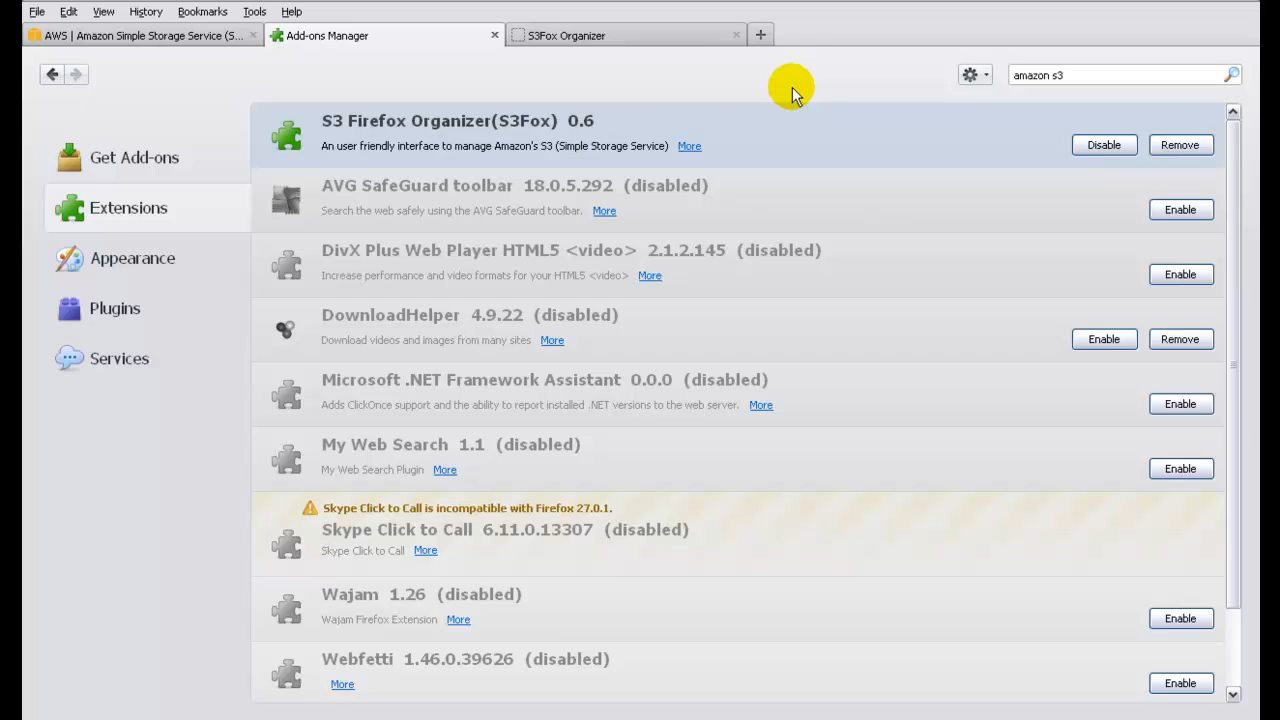 File Edit View History Bookmarks Tools Help
AWS | Amazon Simple Storage Service (S... Add-ons Manager S3Fox Organizer
amazon s3
Get Add-ons
Extensions
Appearance
Plugins
Services
S3 Firefox Organizer(S3Fox) 0.6
An user friendly interface to manage Amazon's S3 (Simple Storage Service) More
Disable Remove
AVG SafeGuard toolbar 18.0.5.292 (disabled)
Search the web safely using the AVG SafeGuard toolbar. More
Enable
DivX Plus Web Player HTML5 <video> 2.1.2.145 (disabled)
Increase performance and video formats for your HTML5 <video> More
Enable
DownloadHelper 4.9.22 (disabled)
Download videos and images from many sites More
Enable Remove
Microsoft .NET Framework Assistant 0.0.0 (disabled)
Adds ClickOnce support and the ability to report installed .NET versions to the web server. More
Enable
My Web Search 1.1 (disabled)
My Web Search Plugin More
Enable
Skype Click to Call is incompatible with Firefox 27.0.1.
Skype Click to Call 6.11.0.13307 (disabled)
Skype Click to Call More
Wajam 1.26 (disabled)
Wajam Firefox Extension More
Enable
Webfetti 1.46.0.39626 (disabled)
More
Enable